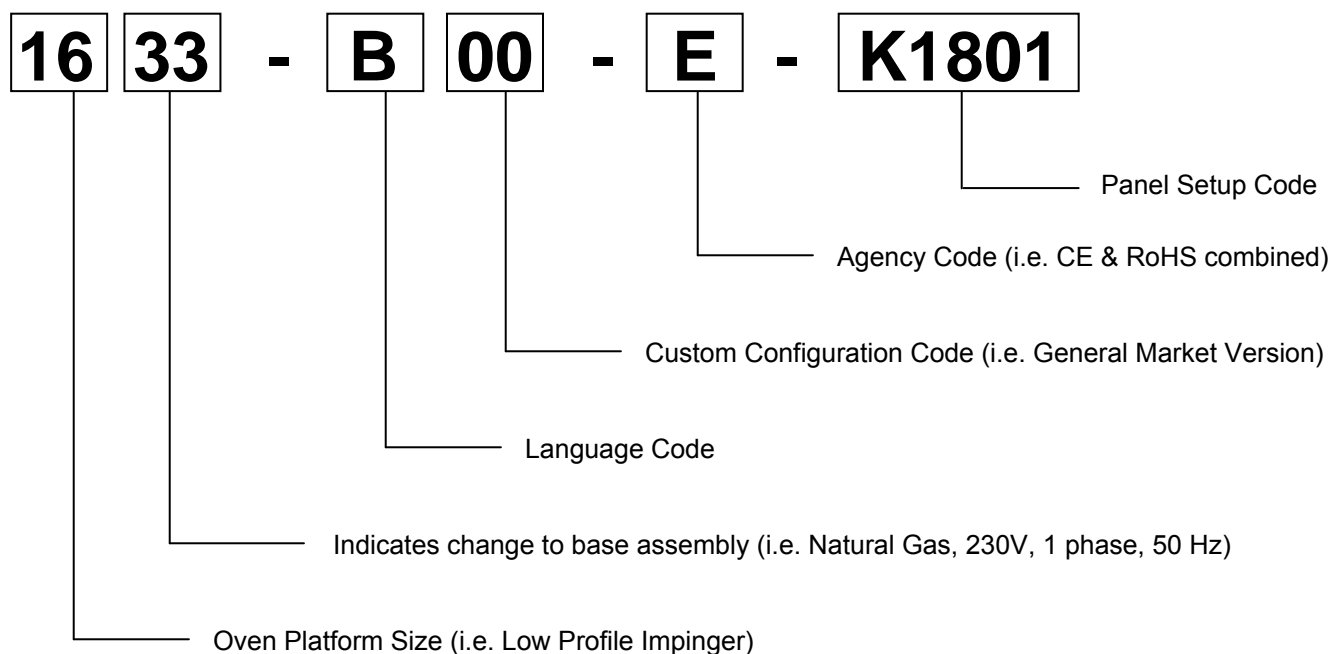 16 33 - B 00 - E - K1801
Panel Setup Code
Agency Code (i.e. CE & RoHS combined)
Custom Configuration Code (i.e. General Market Version)
Language Code
Indicates change to base assembly (i.e. Natural Gas, 230V, 1 phase, 50 Hz)
Oven Platform Size (i.e. Low Profile Impinger)